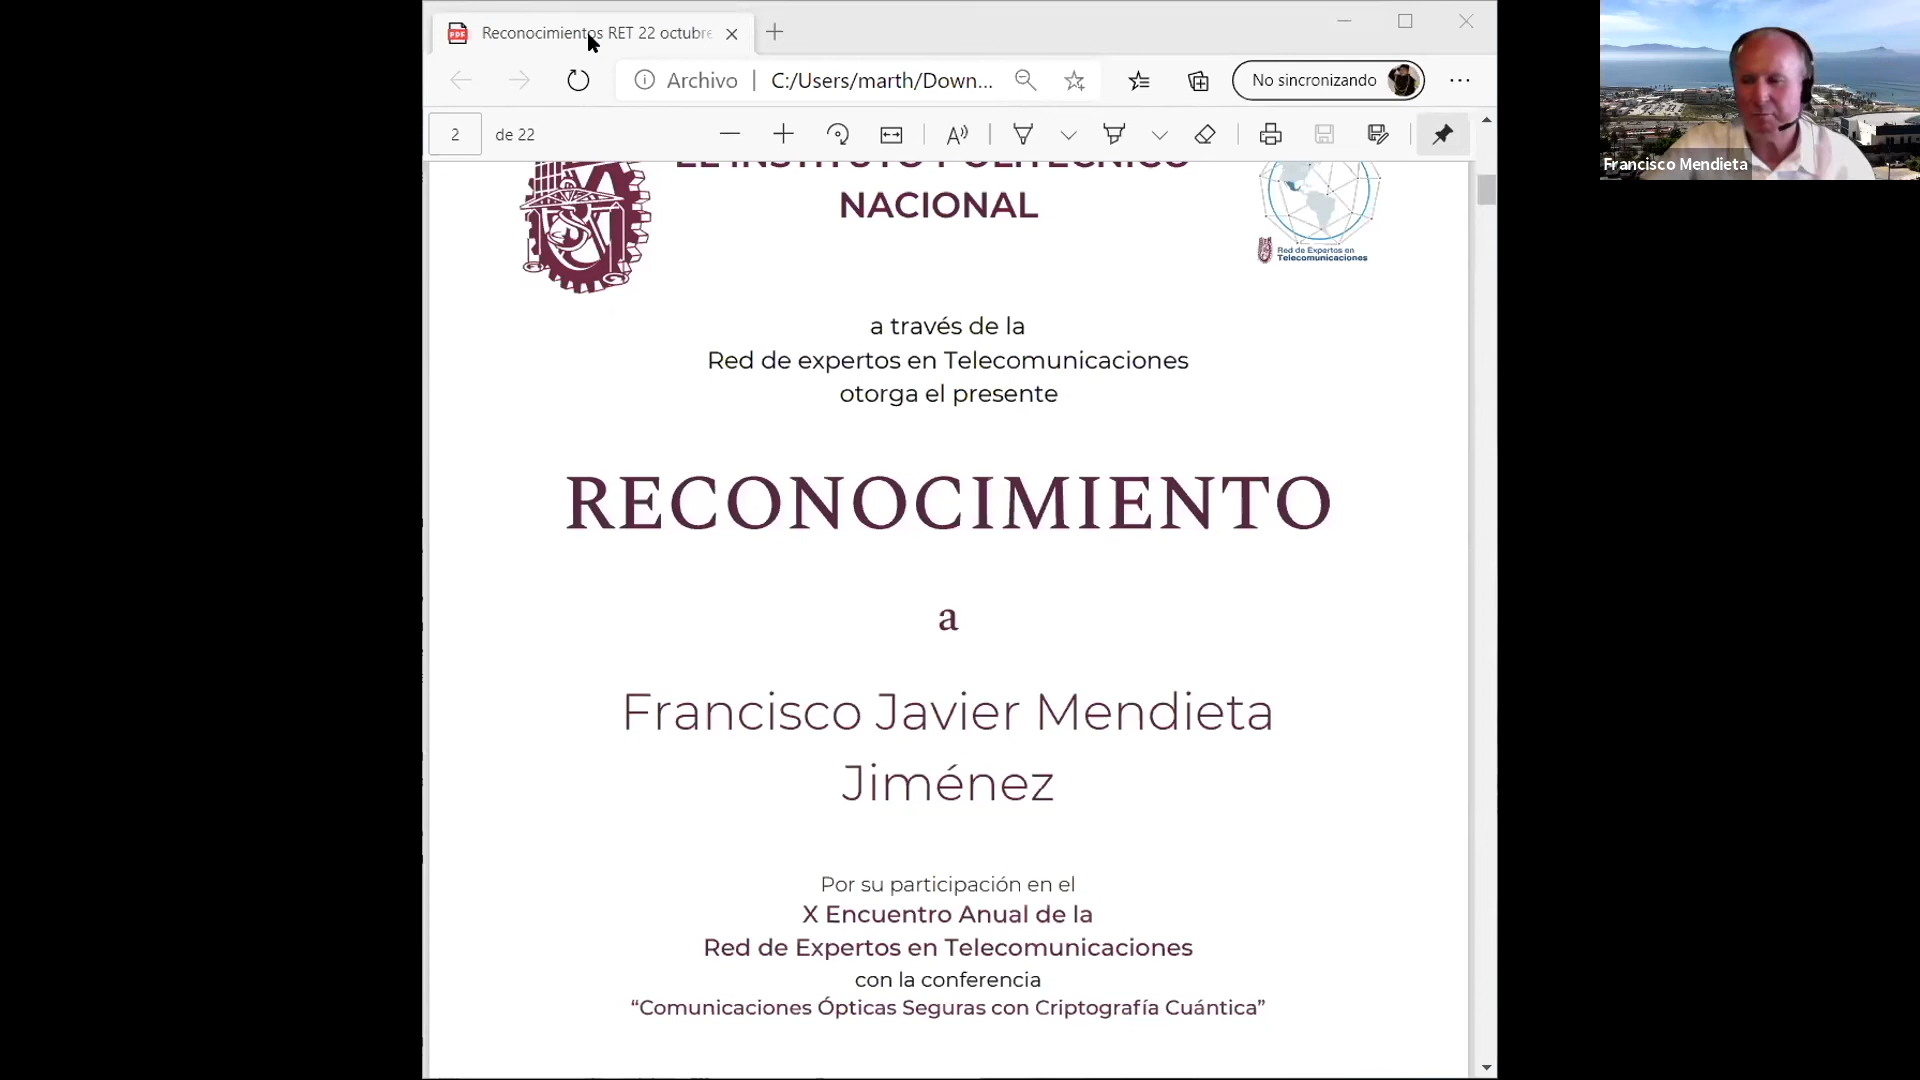 Reconocimientos RET 22 octubre
Archivo
C:/Users/marth/Down...
No sincronizando
2
de 22
Francisco Mendieta
EL INSTITUTO POLITÉCNICO
NACIONAL
Red de Expertos en
Telecomunicaciones
a través de la
Red de expertos en Telecomunicaciones
otorga el presente
RECONOCIMIENTO
a
Francisco Javier Mendieta
Jiménez
Por su participación en el
X Encuentro Anual de la
Red de Expertos en Telecomunicaciones
con la conferencia
“Comunicaciones Ópticas Seguras con Criptografía Cuántica”